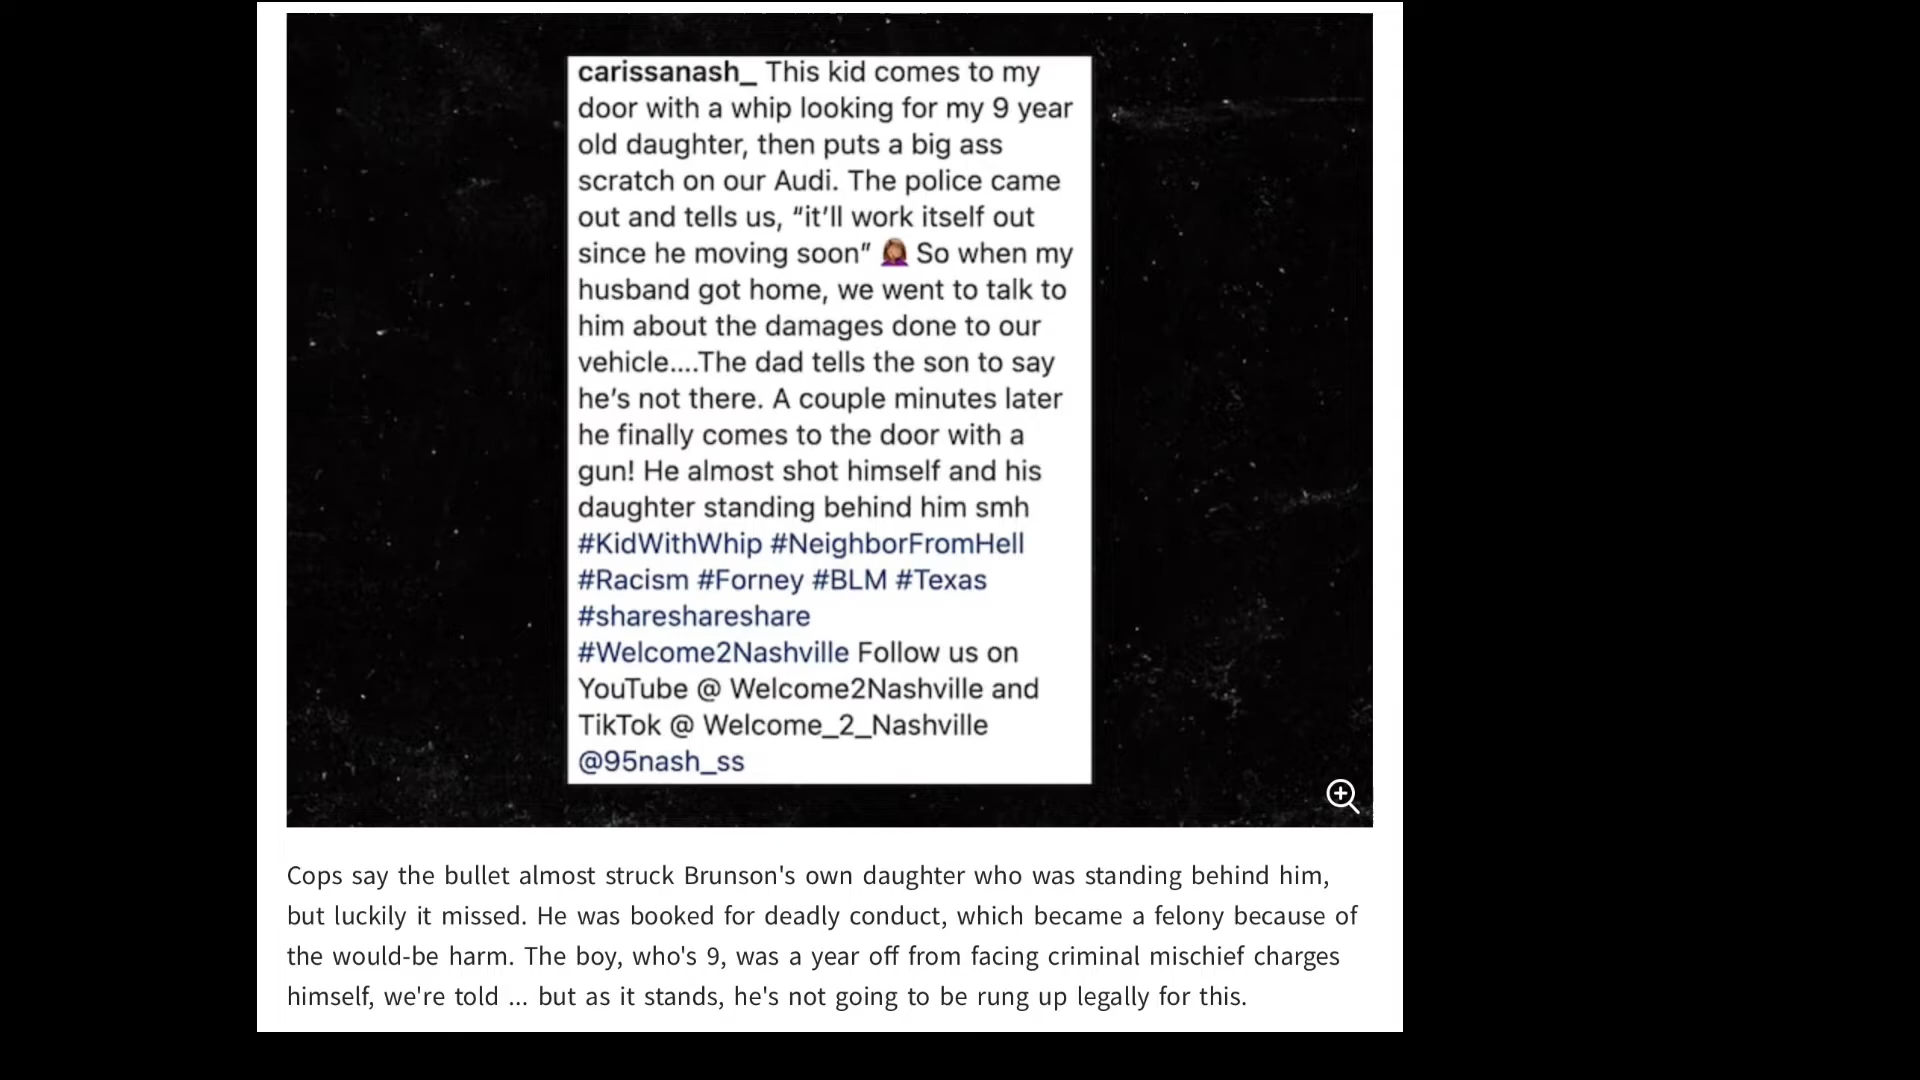 carissanash_ This kid comes to my
door with a whip looking for my 9 year
old daughter, then puts a big ass
scratch on our Audi. The police came
out and tells us, “it’ll work itself out
since he moving soon” 🤦🏽‍♀️ So when my
husband got home, we went to talk to
him about the damages done to our
vehicle....The dad tells the son to say
he’s not there. A couple minutes later
he finally comes to the door with a
gun! He almost shot himself and his
daughter standing behind him smh
#KidWithWhip #NeighborFromHell
#Racism #Forney #BLM #Texas
#shareshareshare
#Welcome2Nashville Follow us on
YouTube @ Welcome2Nashville and
TikTok @ Welcome_2_Nashville
@95nash_ss
Cops say the bullet almost struck Brunson's own daughter who was standing behind him,
but luckily it missed. He was booked for deadly conduct, which became a felony because of
the would-be harm. The boy, who's 9, was a year off from facing criminal mischief charges
himself, we're told ... but as it stands, he's not going to be rung up legally for this.